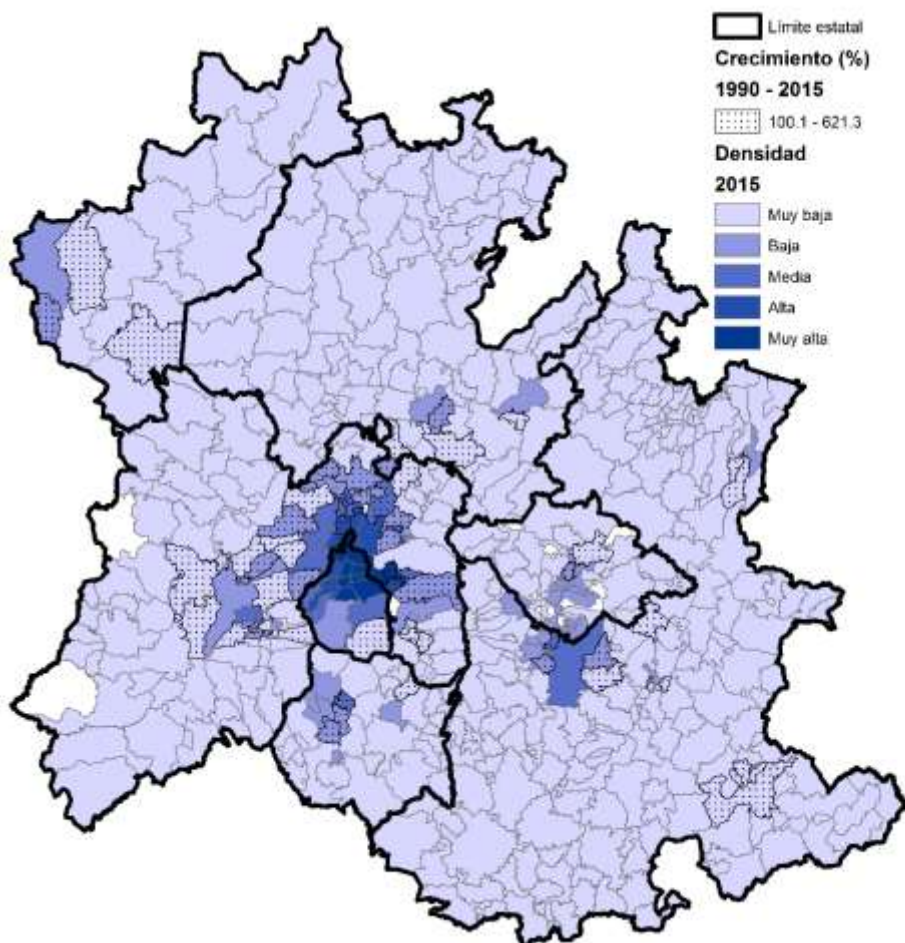 Límite estatal
Crecimiento (%)
1990 - 2015
100.1 - 621.3
Densidad
2015
Muy baja
Baja
Media
Alta
Muy alta